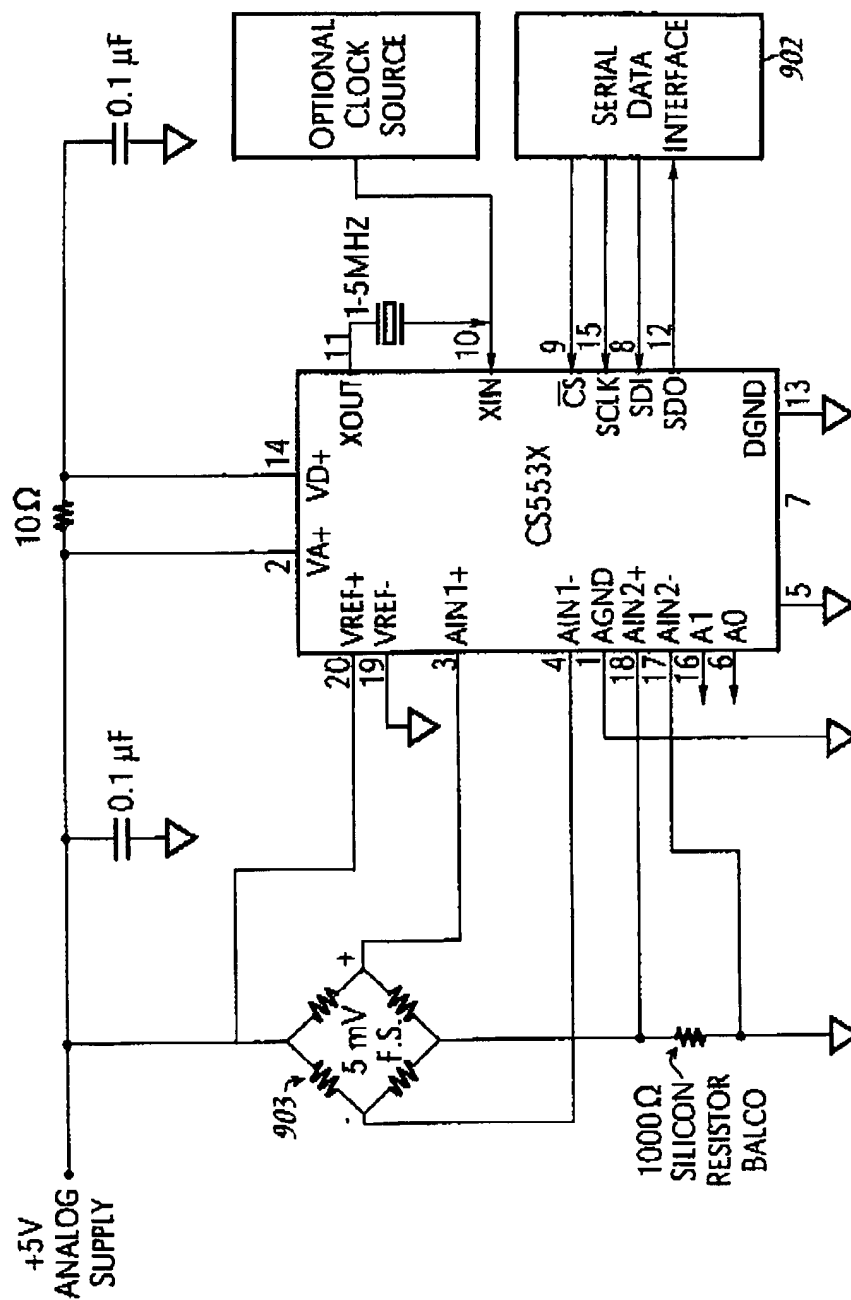 +5V
ANALOG
SUPPLY
0.1 µF
10Ω
0.1 µF
OPTIONAL
CLOCK
SOURCE
SERIAL
DATA
INTERFACE
902
2
VA+
14
VD+
20
VREF+
19
VREF-
3
AIN1+
4
AIN1-
1
AGND
18
AIN2+
17
AIN2-
16
A1
6
A0
CS553X
XOUT
11
1-5MHZ
10
XIN
9
CS
15
SCLK
8
SDI
12
SDO
DGND
13
7
5
903
5 mV
F.S.
+
-
1000Ω
SILICON
RESISTOR
BALCO